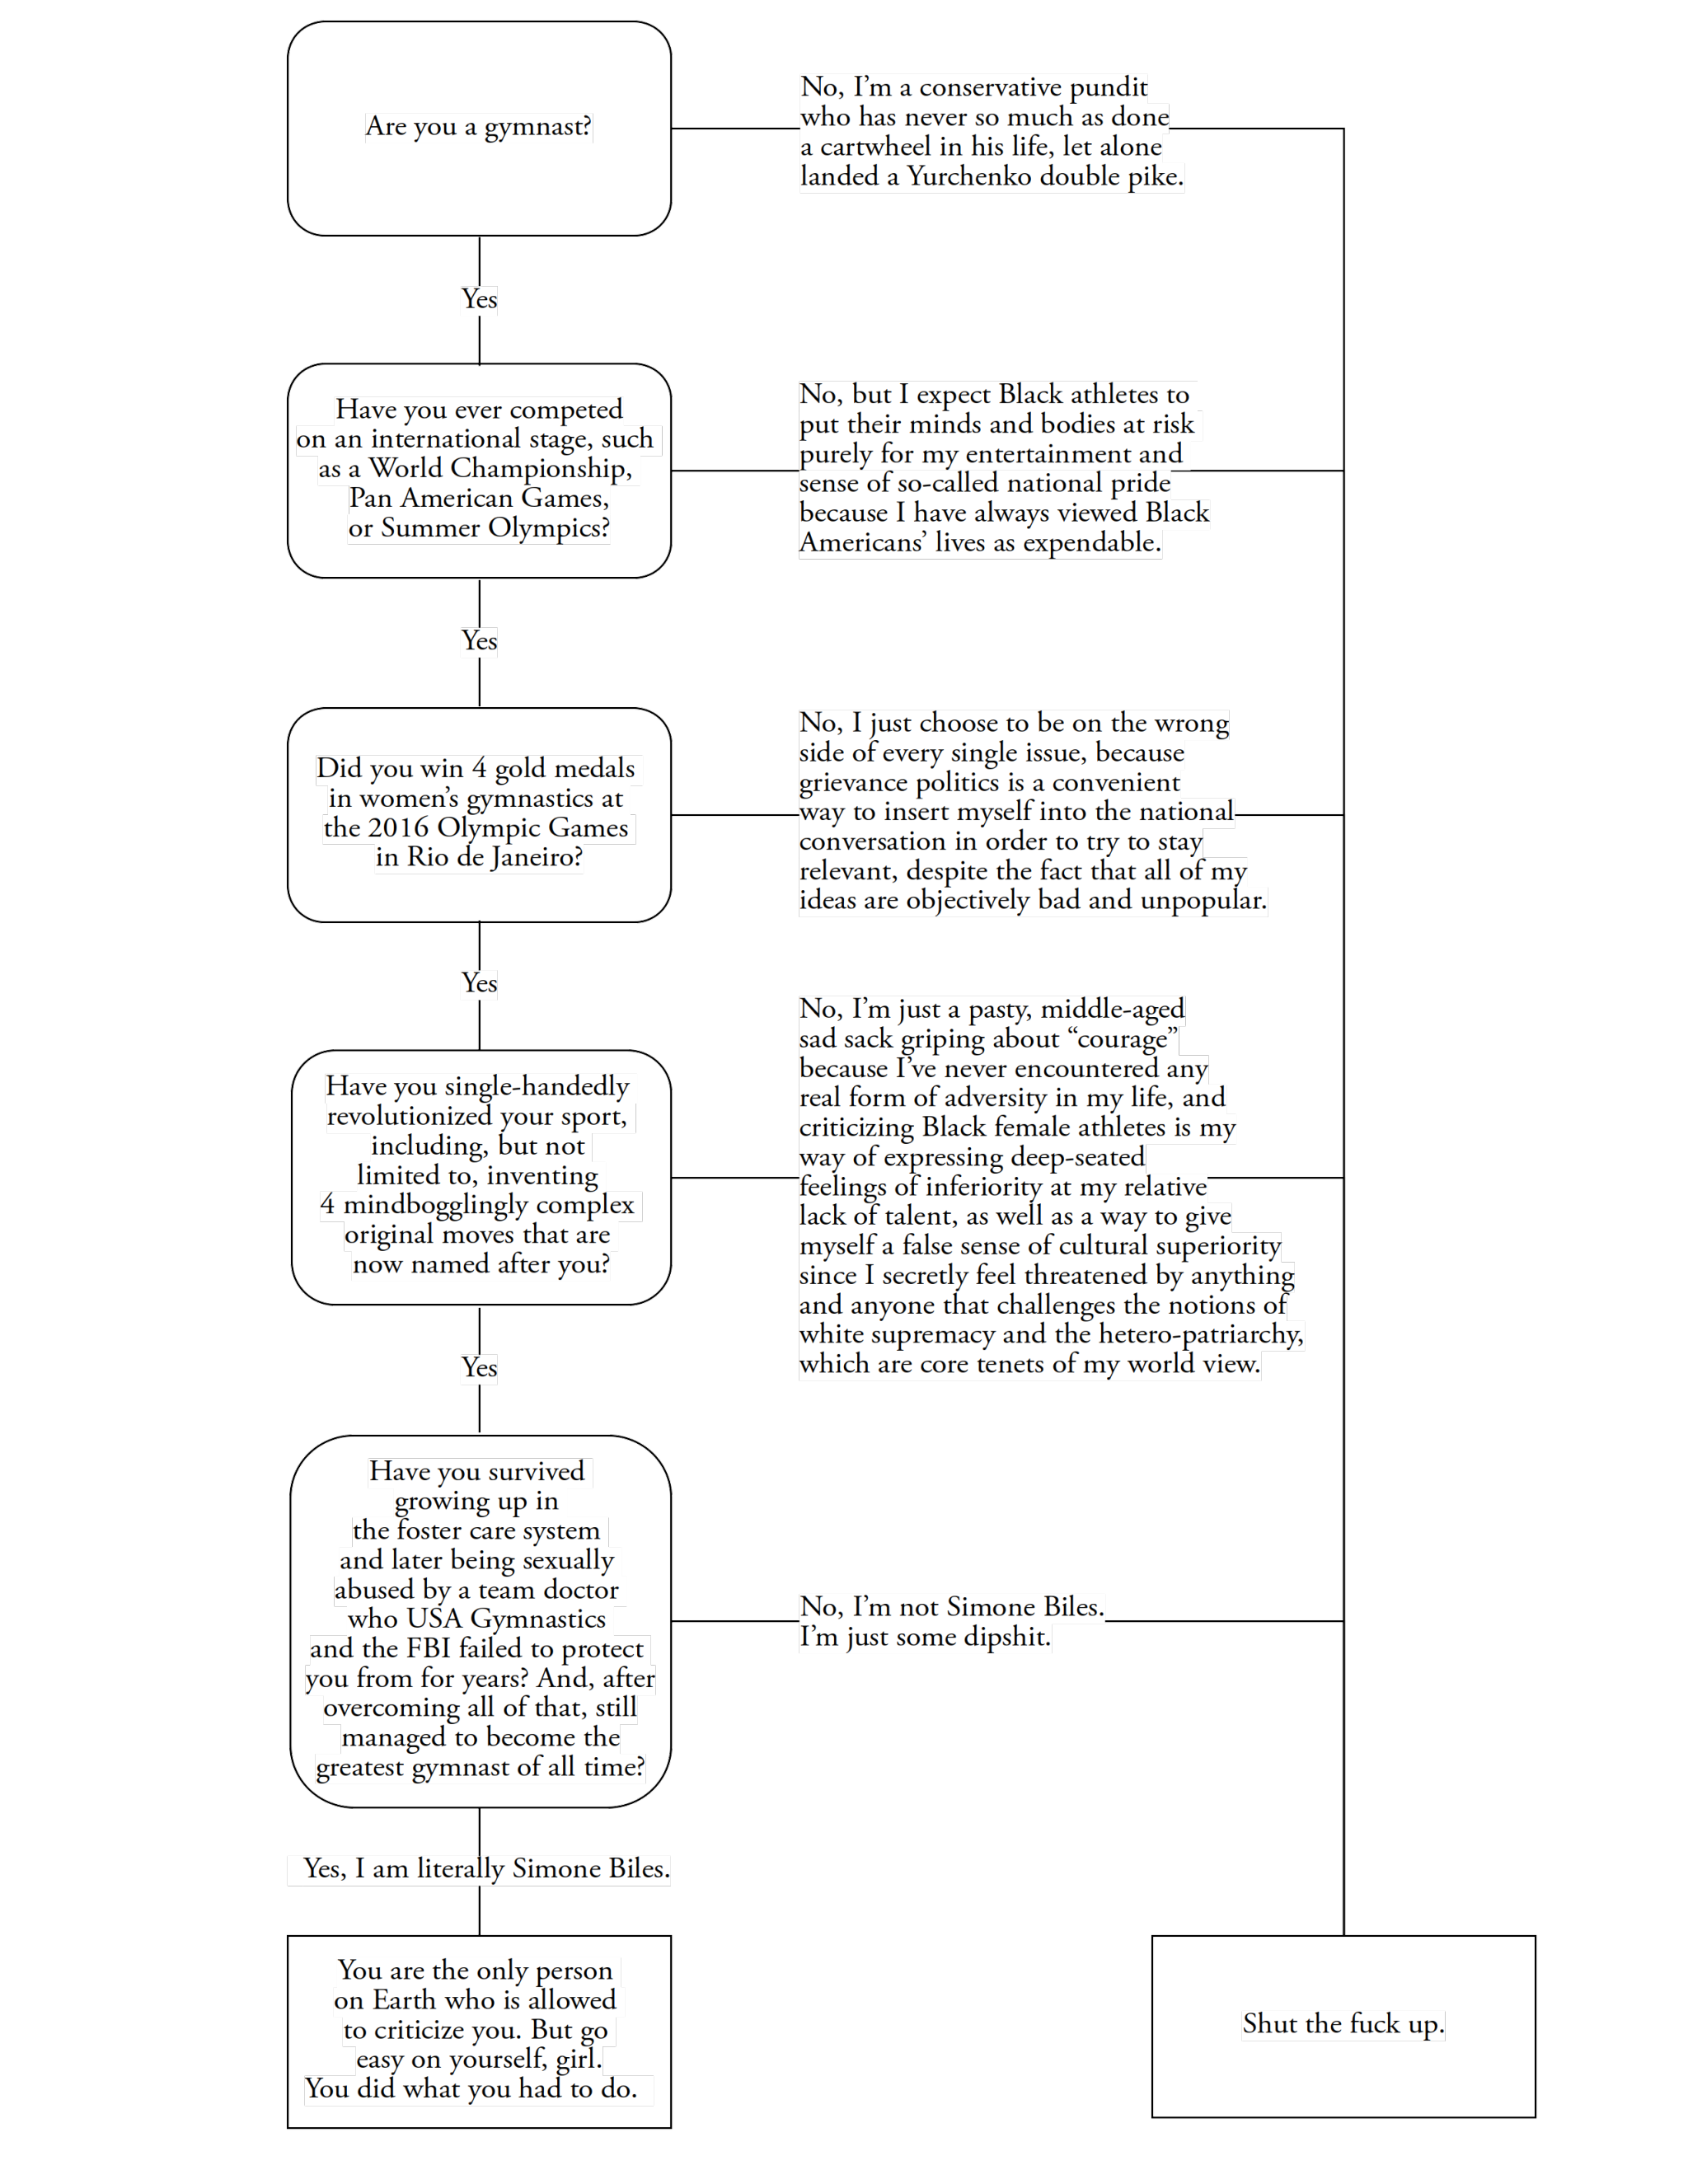 Are you a gymnast?
No, I’m a conservative pundit
who has never so much as done
a cartwheel in his life, let alone
landed a Yurchenko double pike.
Yes
Have you ever competed
on an international stage, such
as a World Championship,
Pan American Games,
or Summer Olympics?
No, but I expect Black athletes to
put their minds and bodies at risk
purely for my entertainment and
sense of so-called national pride
because I have always viewed Black
Americans’ lives as expendable.
Yes
Did you win 4 gold medals
in women’s gymnastics at
the 2016 Olympic Games
in Rio de Janeiro?
No, I just choose to be on the wrong
side of every single issue, because
grievance politics is a convenient
way to insert myself into the national
conversation in order to try to stay
relevant, despite the fact that all of my
ideas are objectively bad and unpopular.
Yes
Have you single-handedly
revolutionized your sport,
including, but not
limited to, inventing
4 mindbogglingly complex
original moves that are
now named after you?
No, I’m just a pasty, middle-aged
sad sack griping about “courage”
because I’ve never encountered any
real form of adversity in my life, and
criticizing Black female athletes is my
way of expressing deep-seated
feelings of inferiority at my relative
lack of talent, as well as a way to give
myself a false sense of cultural superiority
since I secretly feel threatened by anything
and anyone that challenges the notions of
white supremacy and the hetero-patriarchy,
which are core tenets of my world view.
Yes
Have you survived
growing up in
the foster care system
and later being sexually
abused by a team doctor
who USA Gymnastics
and the FBI failed to protect
you from for years? And, after
overcoming all of that, still
managed to become the
greatest gymnast of all time?
No, I’m not Simone Biles.
I’m just some dipshit.
Yes, I am literally Simone Biles.
You are the only person
on Earth who is allowed
to criticize you. But go
easy on yourself, girl.
You did what you had to do.
Shut the fuck up.